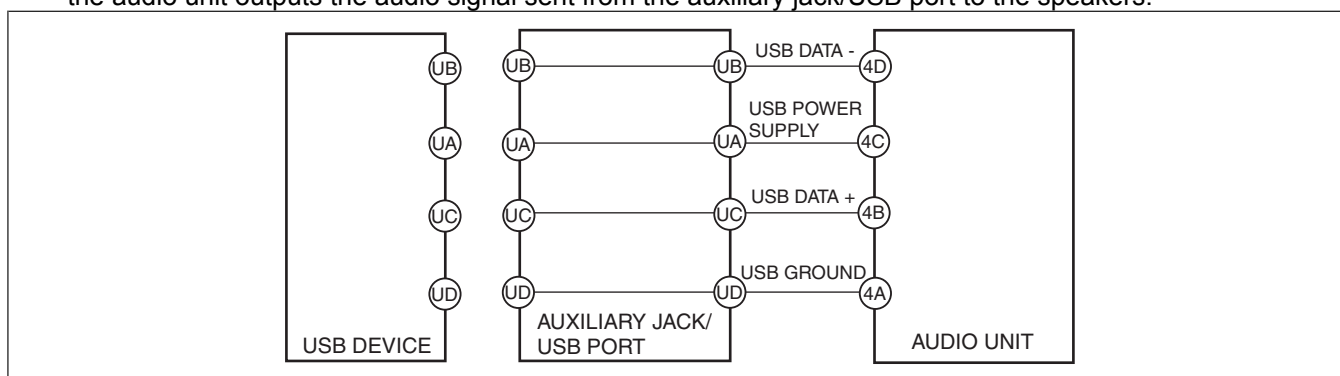 the audio unit outputs the audio signal sent from the auxiliary jack/USB port to the speakers.
USB DATA -
UB UB UB 4D
USB POWER
SUPPLY
UA UA UA 4C
USB DATA +
UC UC UC 4B
USB GROUND
UD UD UD 4A
AUXILIARY JACK/
USB PORT
USB DEVICE
AUDIO UNIT